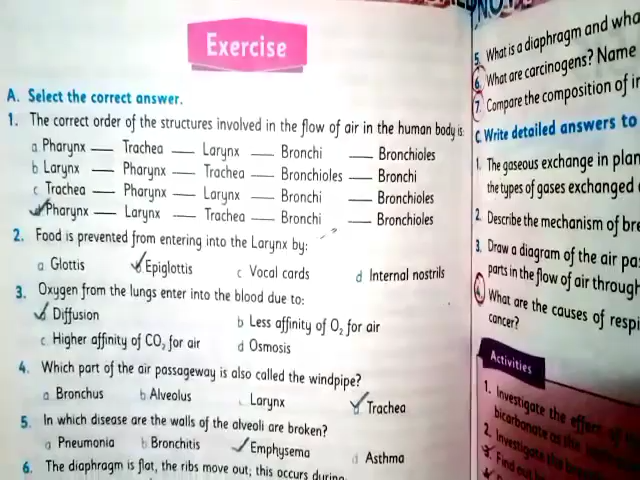 Exercise
A. Select the correct answer.
1. The correct order of the structures involved in the flow of air in the human body is:
a Pharynx — Trachea — Larynx — Bronchi — Bronchioles
b Larynx — Pharynx — Trachea — Bronchioles — Bronchi
c Trachea — Pharynx — Larynx — Bronchi — Bronchioles
Pharynx — Larynx — Trachea — Bronchi — Bronchioles
2. Food is prevented from entering into the Larynx by:
a Glottis Epiglottis c Vocal cards d Internal nostrils
3. Oxygen from the lungs enter into the blood due to:
Diffusion b Less affinity of O₂ for air
c Higher affinity of CO₂ for air d Osmosis
4. Which part of the air passageway is also called the windpipe?
a Bronchus b Alveolus Larynx Trachea
5. In which disease are the walls of the alveoli are broken?
a Pneumonia b Bronchitis Emphysema d Asthma
6. The diaphragm is flat, the ribs move out; this occurs during
5. What is a diaphragm and
6. What are carcinogens? Name
7. Compare the composition of
C. Write detailed answers to
1. The gaseous exchange in
the types of gases exchanged
2. Describe the mechanism of
3. Draw a diagram of the air
parts in the flow of air through
4. What are the causes of
cancer?
Activities
1. Investigate the effect of
bicarbonate
2. Investigate the
3. Find out